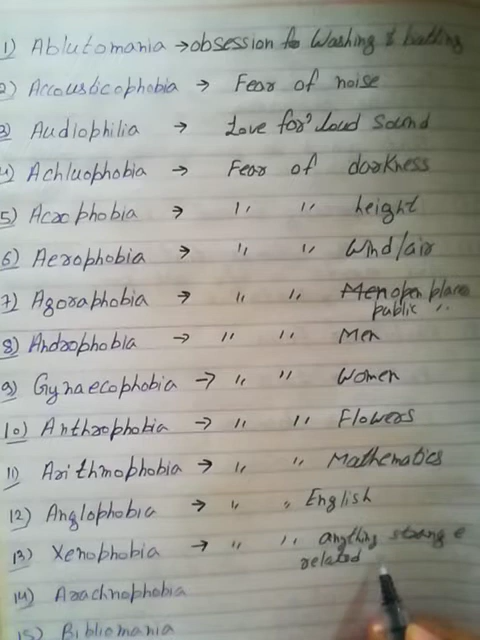 1) Ablutomania → obsession for Washing & bathing
2) Accousticophobia → Fear of noise
3) Audiophilia → Love for loud sound
4) Achluophobia → Fear of darkness
5) Acrophobia → " " height
6) Aerophobia → " " Wind/air
7) Agoraphobia → " " Men open places
public "
8) Androphobia → " " Men
9) Gynaecophobia → " " Women
10) Anthrophobia → " " Flowers
11) Arithmophobia → " " Mathematics
12) Anglophobia → " " English
13) Xenophobia → " " anything strange
related
14) Arachnophobia
15) Bibliomania